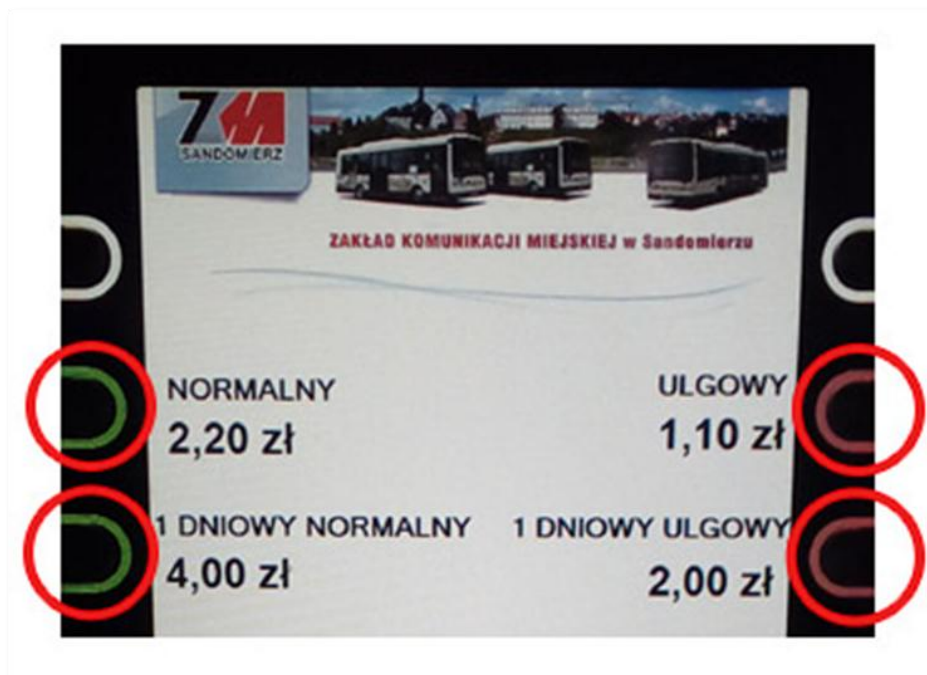 SANDOMIERZ
ZAKŁAD KOMUNIKACJI MIEJSKIEJ w Sandomierzu
NORMALNY
2,20 zł
ULGOWY
1,10 zł
1 DNIOWY NORMALNY
4,00 zł
1 DNIOWY ULGOWY
2,00 zł